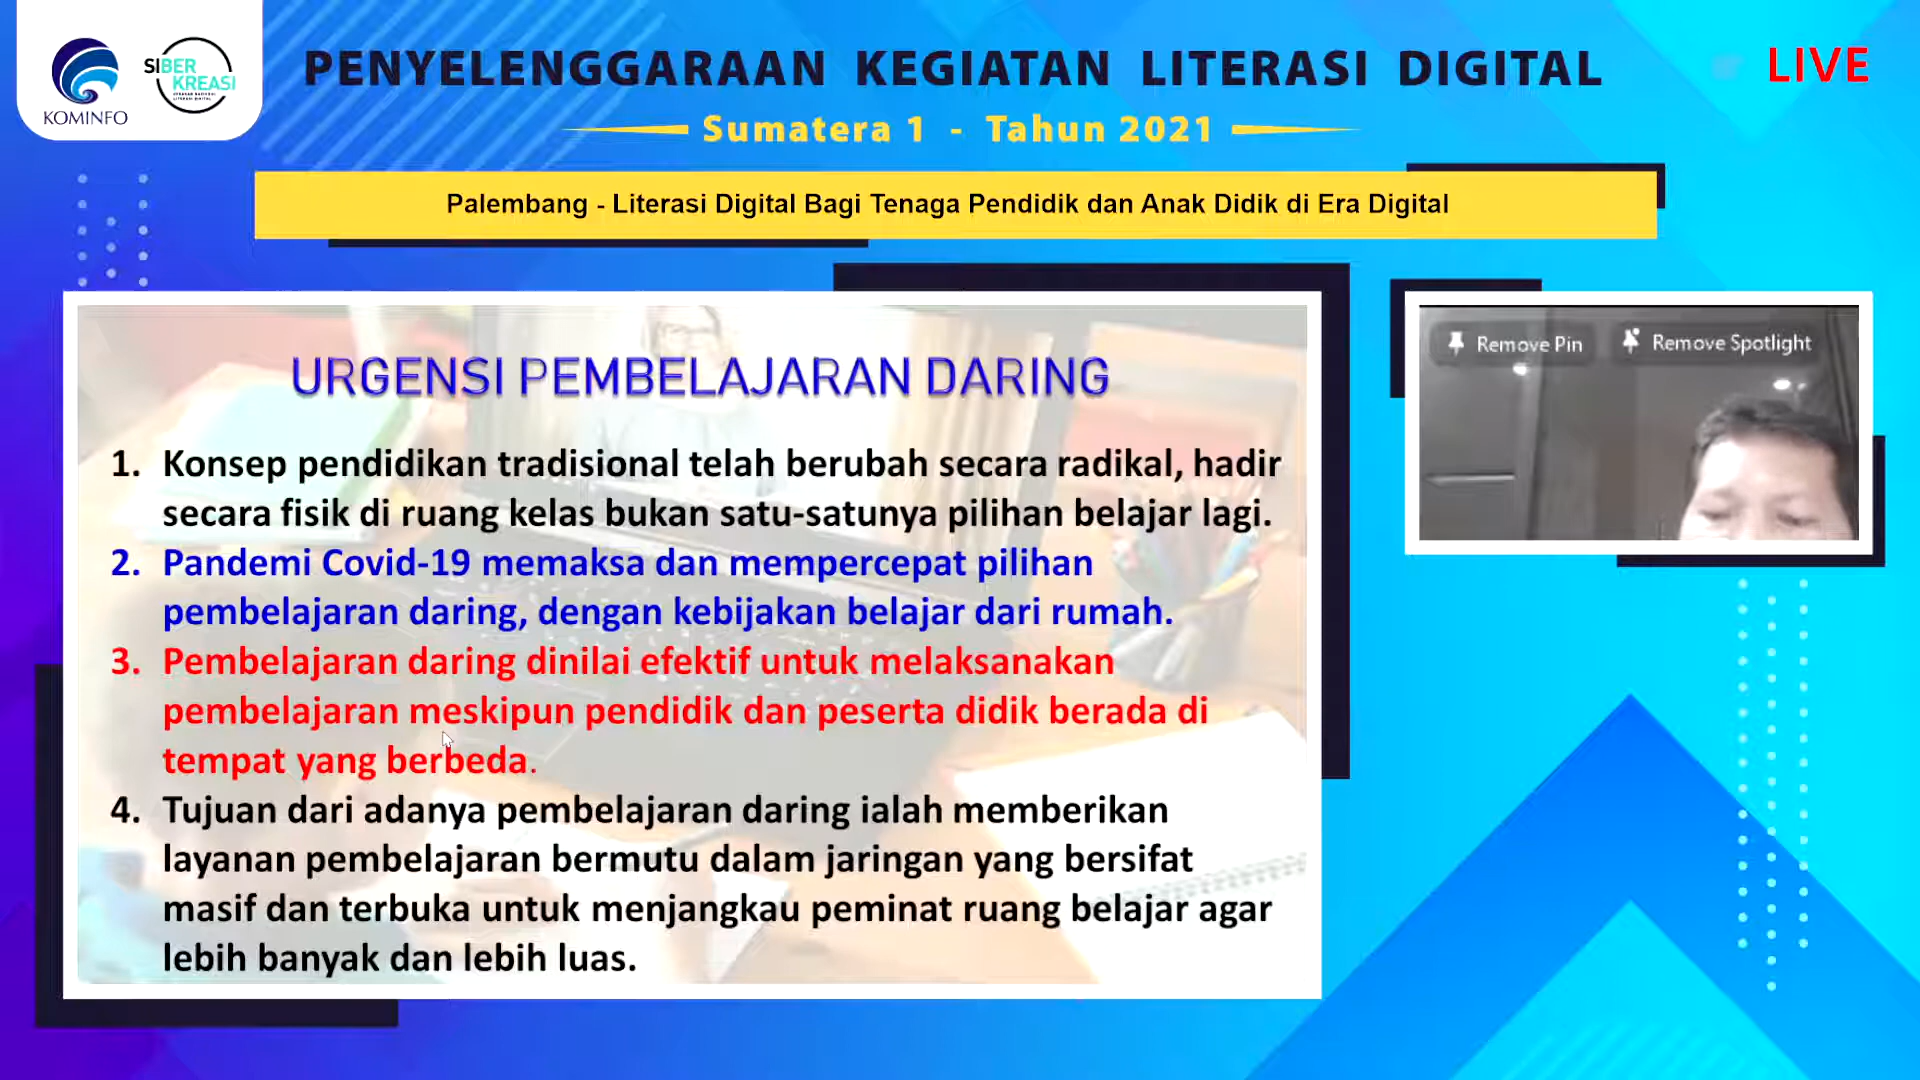 KOMINFO
SIBER
KREASI
PENYELENGGARAAN KEGIATAN LITERASI DIGITAL
LIVE
Sumatera 1 - Tahun 2021
Palembang - Literasi Digital Bagi Tenaga Pendidik dan Anak Didik di Era Digital
Remove Pin
Remove Spotlight
URGENSI PEMBELAJARAN DARING
1. Konsep pendidikan tradisional telah berubah secara radikal, hadir
secara fisik di ruang kelas bukan satu-satunya pilihan belajar lagi.
2. Pandemi Covid-19 memaksa dan mempercepat pilihan
pembelajaran daring, dengan kebijakan belajar dari rumah.
3. Pembelajaran daring dinilai efektif untuk melaksanakan
pembelajaran meskipun pendidik dan peserta didik berada di
tempat yang berbeda.
4. Tujuan dari adanya pembelajaran daring ialah memberikan
layanan pembelajaran bermutu dalam jaringan yang bersifat
masif dan terbuka untuk menjangkau peminat ruang belajar agar
lebih banyak dan lebih luas.